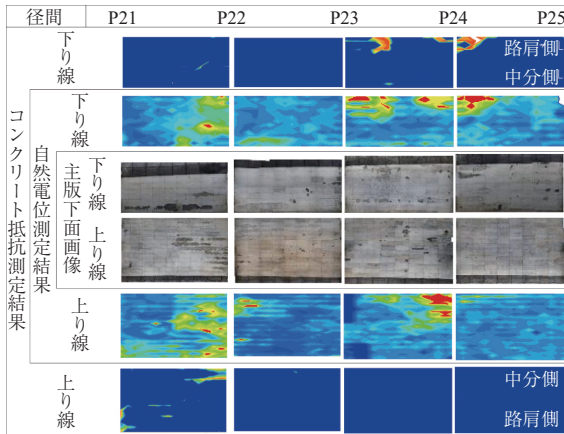 径間 P21 P22 P23 P24 P25
コンクリート抵抗測定結果
下り線
路肩側
中分側
自然電位測定結果
下り線
主版下面画像
下り線
上り線
上り線
上り線
中分側
路肩側